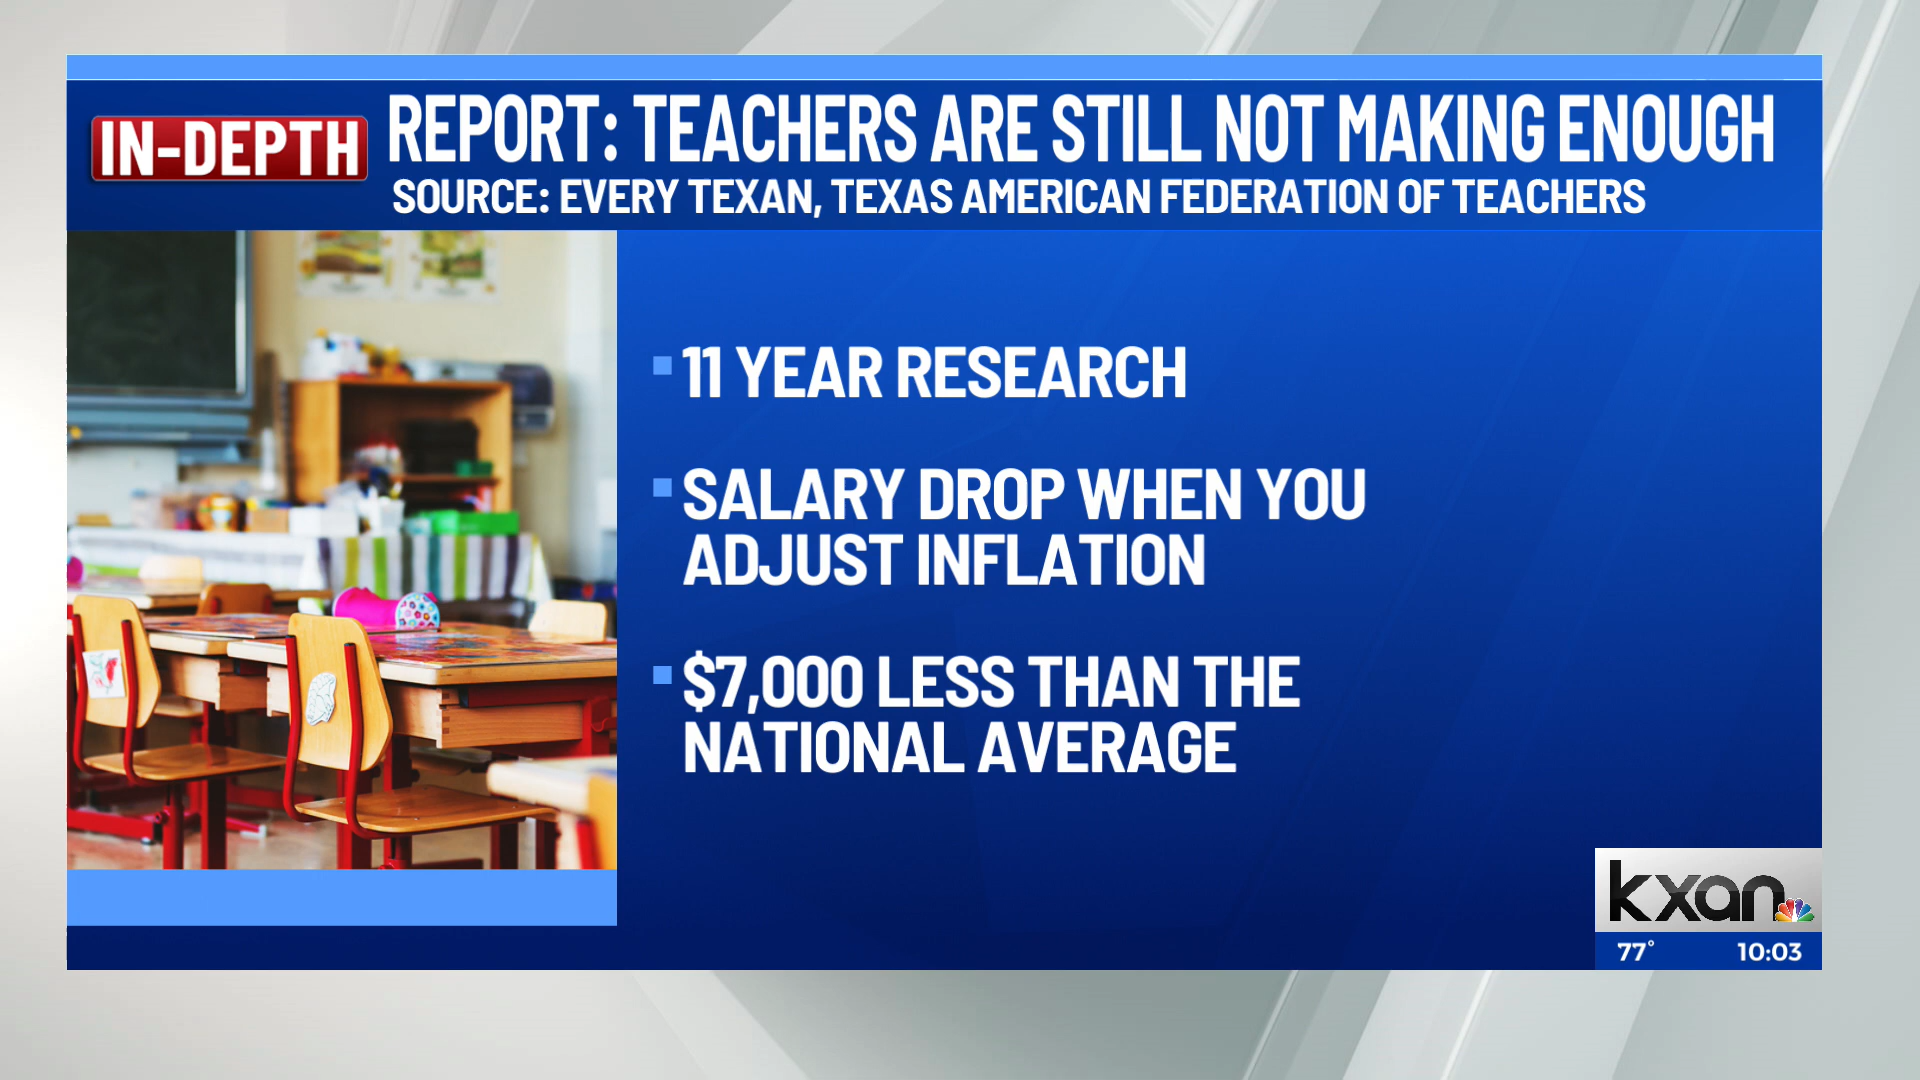 IN-DEPTH
REPORT: TEACHERS ARE STILL NOT MAKING ENOUGH
SOURCE: EVERY TEXAN, TEXAS AMERICAN FEDERATION OF TEACHERS
11 YEAR RESEARCH
SALARY DROP WHEN YOU
ADJUST INFLATION
$7,000 LESS THAN THE
NATIONAL AVERAGE
kxan
77° 10:03